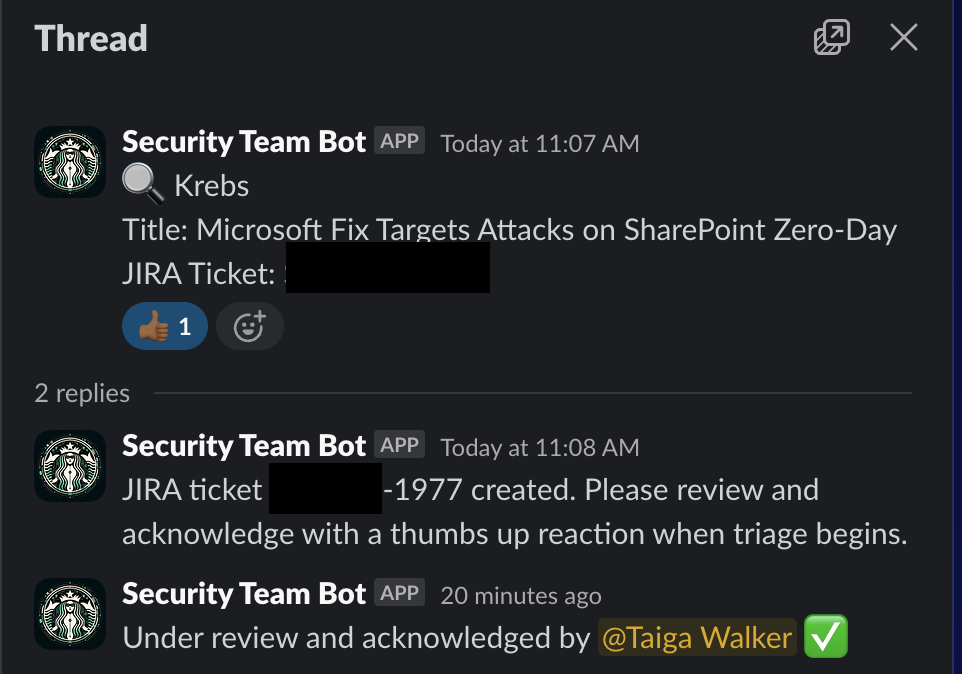 Thread
Security Team Bot APP Today at 11:07 AM
Krebs
Title: Microsoft Fix Targets Attacks on SharePoint Zero-Day
JIRA Ticket:
1
2 replies
Security Team Bot APP Today at 11:08 AM
JIRA ticket -1977 created. Please review and
acknowledge with a thumbs up reaction when triage begins.
Security Team Bot APP 20 minutes ago
Under review and acknowledged by @Taiga Walker